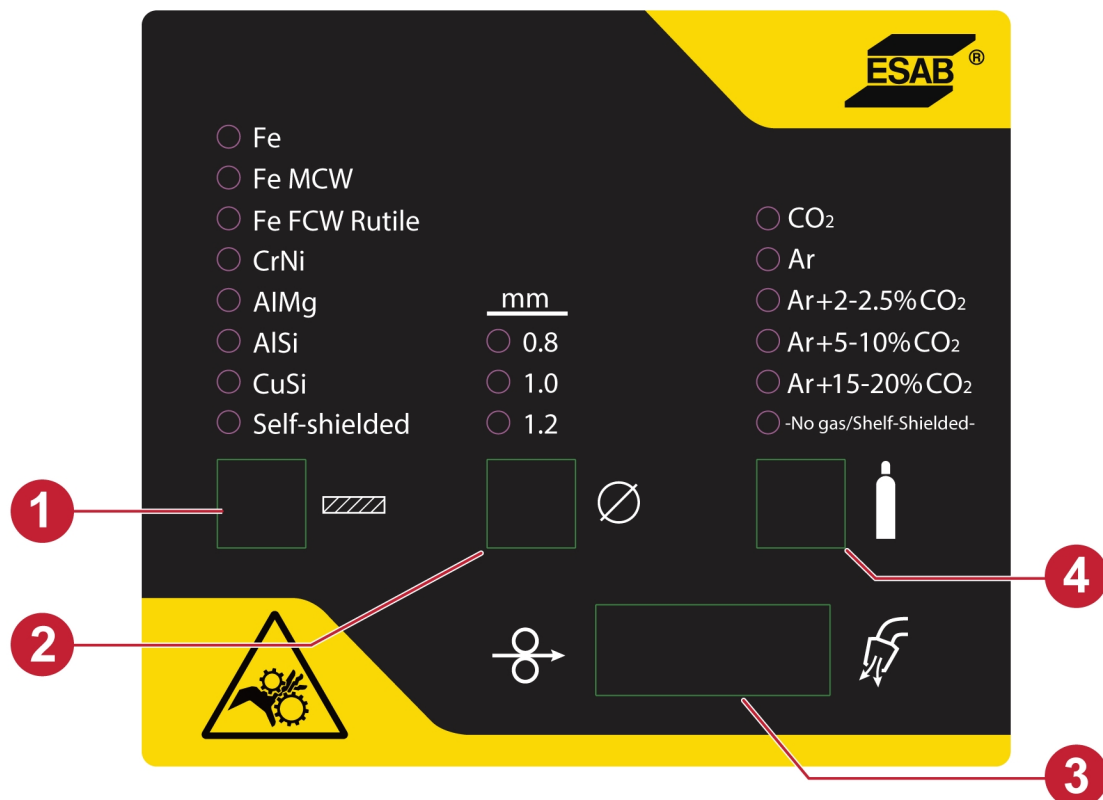 ESAB ®
Fe
Fe MCW
Fe FCW Rutile
CrNi
AlMg
AlSi
CuSi
Self-shielded
mm
0.8
1.0
1.2
CO2
Ar
Ar+2-2.5%CO2
Ar+5-10%CO2
Ar+15-20%CO2
-No gas/Shelf-Shielded-
1
2
4
3